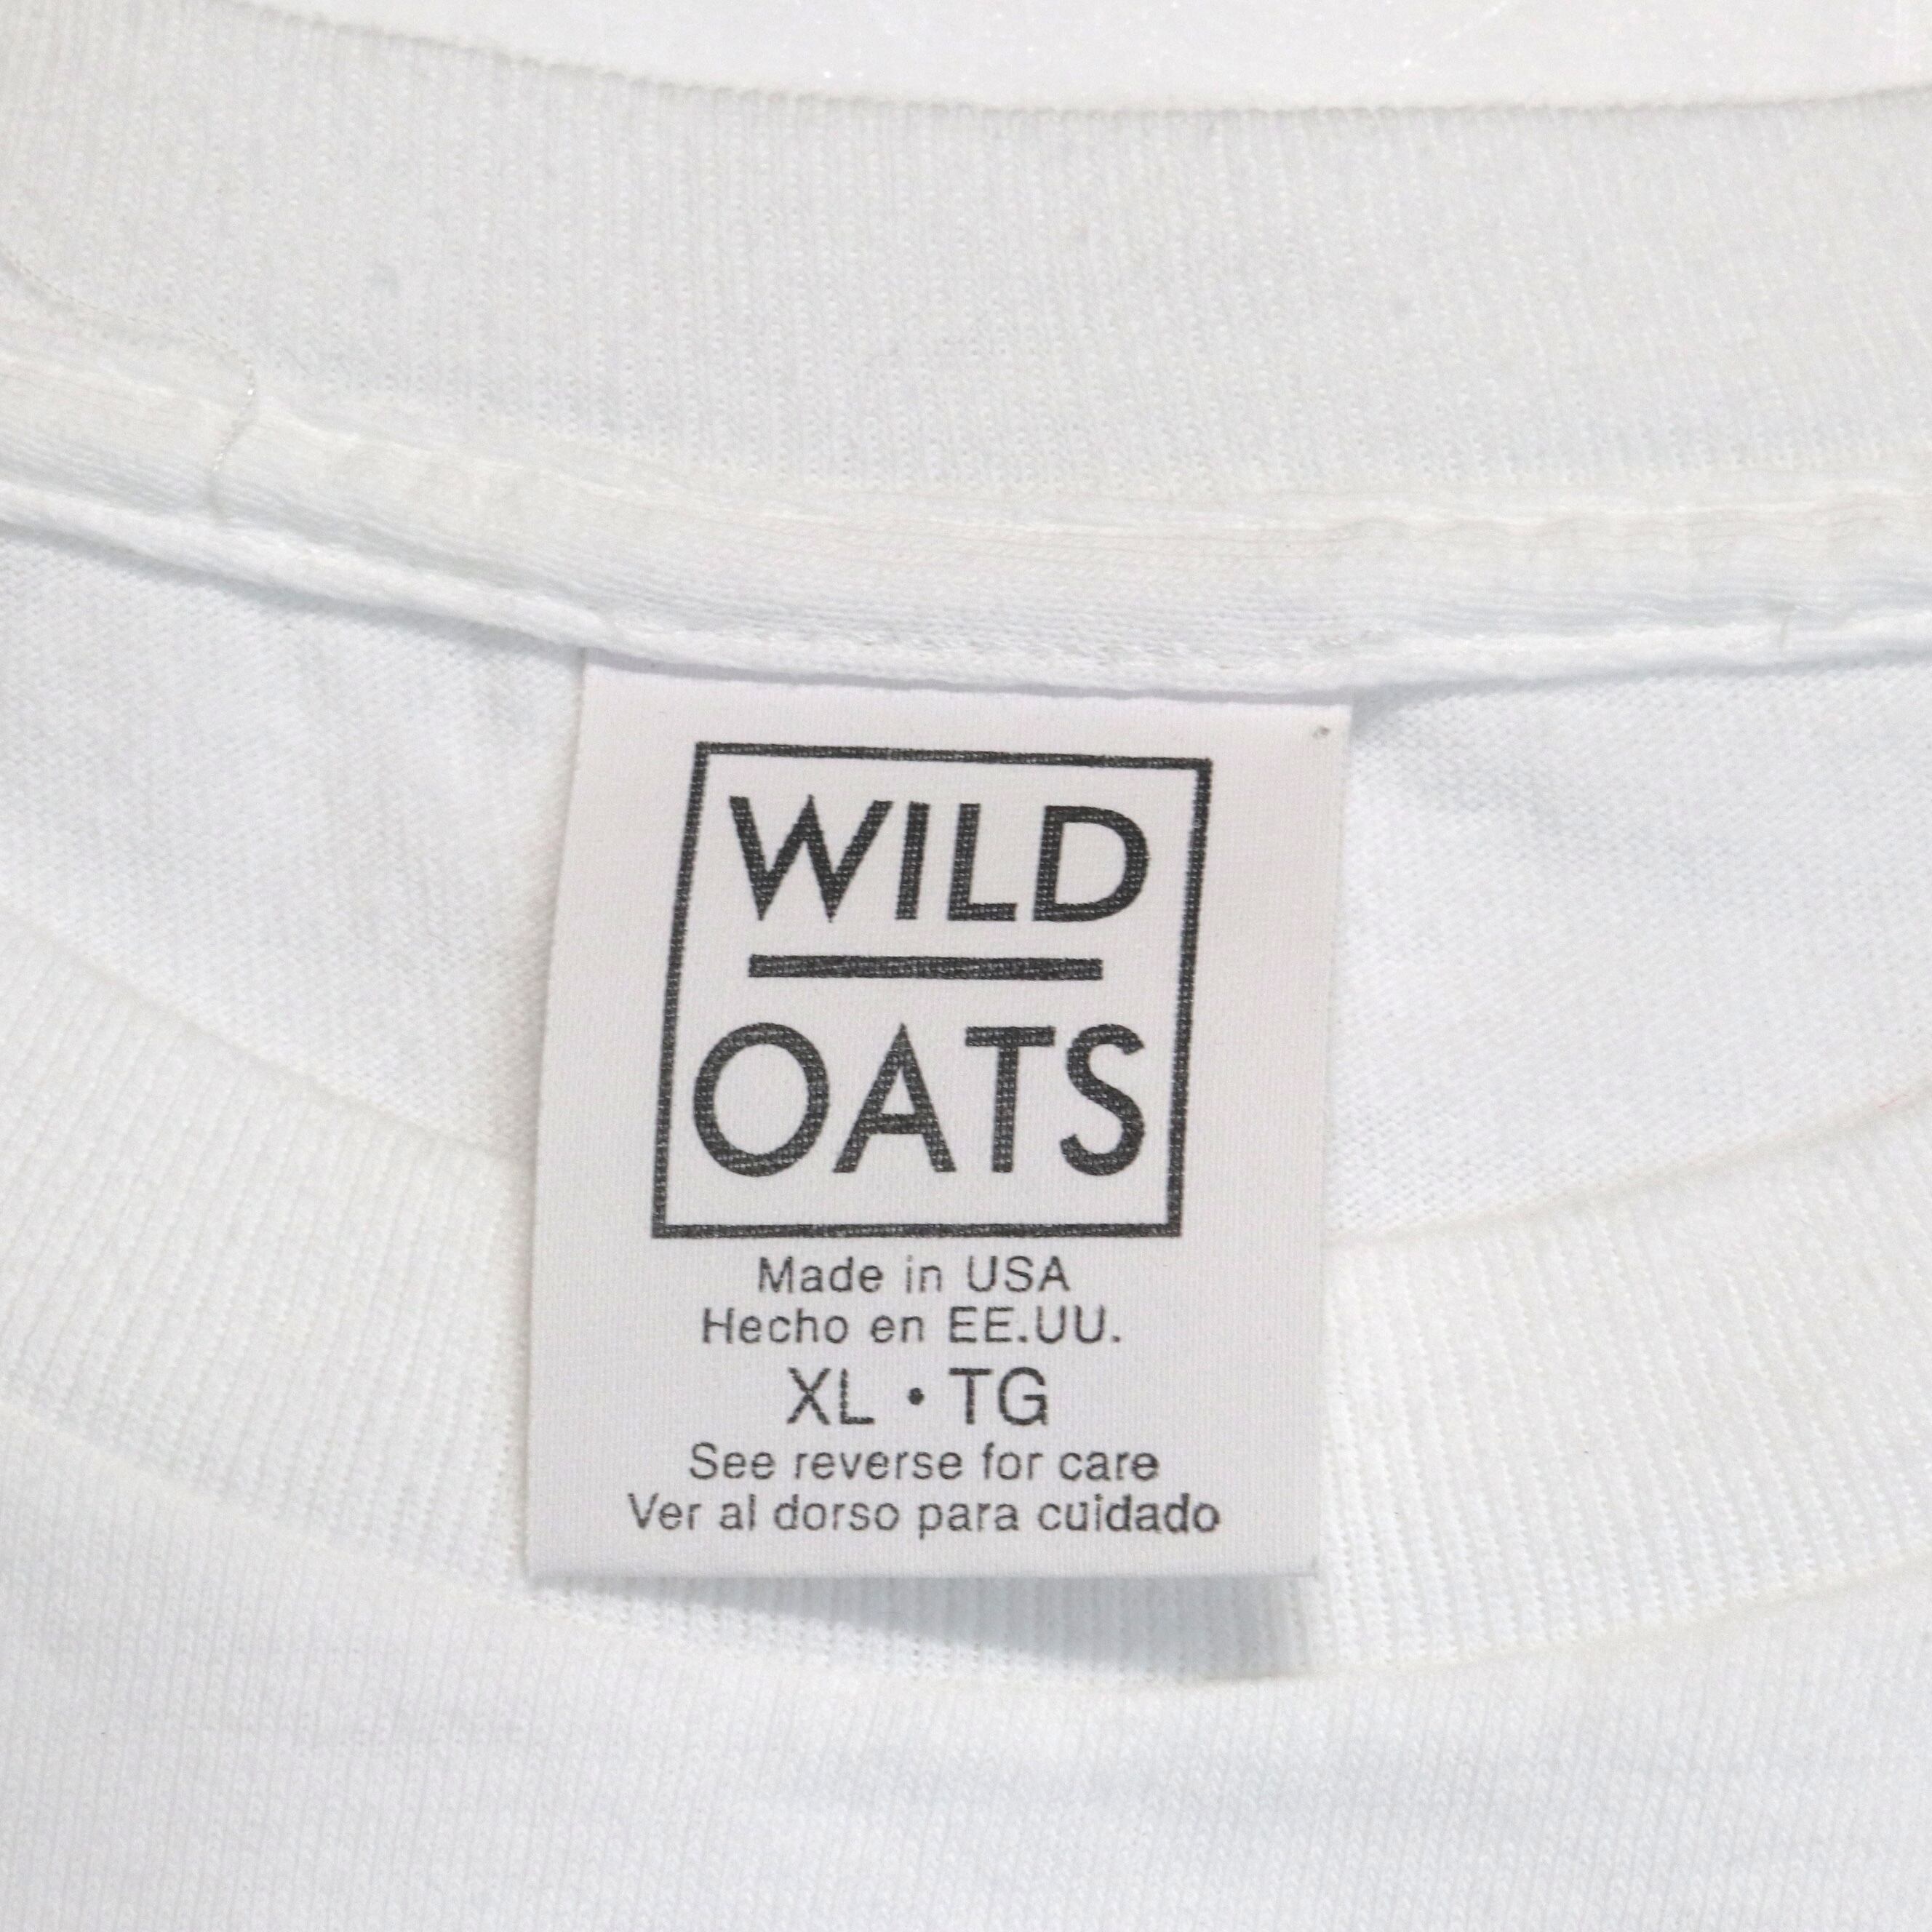 WILD
OATS
Made in USA
Hecho en EE.UU.
XL • TG
See reverse for care
Ver al dorso para cuidado